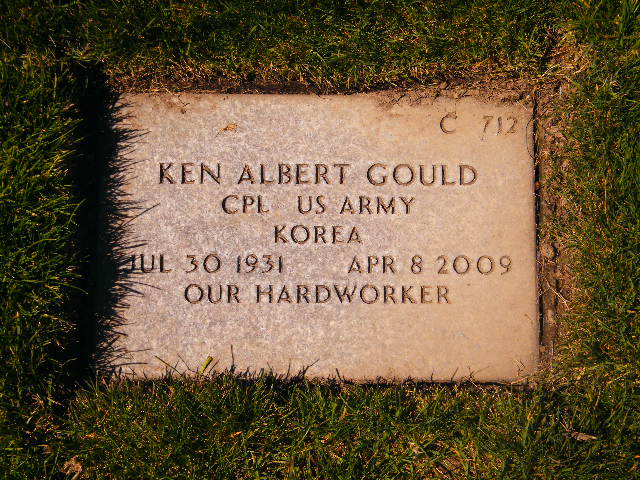 C 712
KEN ALBERT GOULD
CPL US ARMY
KOREA
JUL 30 1931 APR 8 2009
OUR HARDWORKER